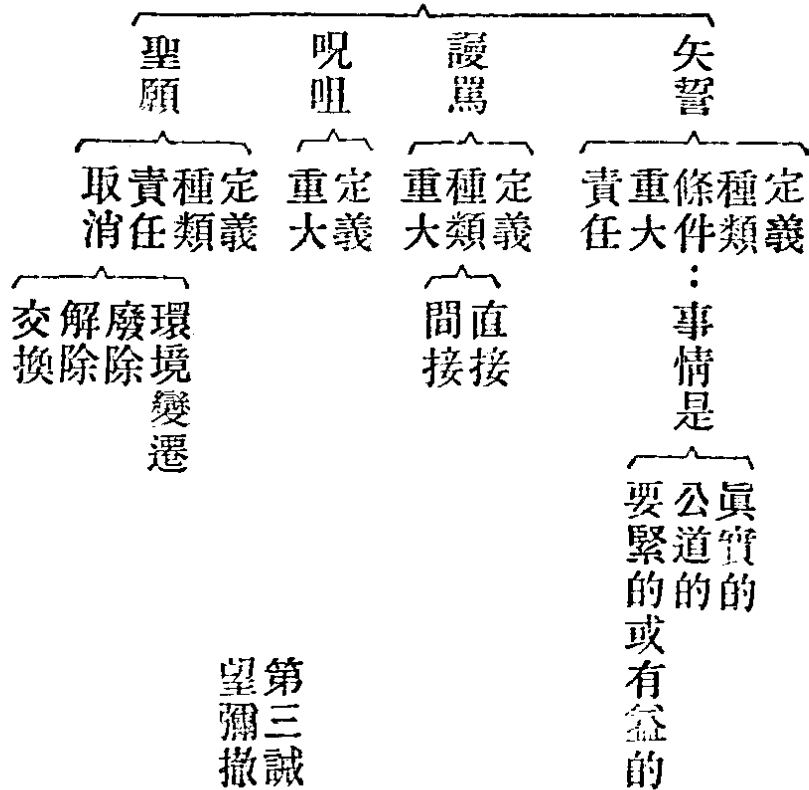 矢誓
定義
種類
條件：事情是
眞實的
公道的
要緊的或有益的
重大
責任
謾駡
定義
種類
直接
間接
重大
呪咀
定義
重大
聖願
定義
種類
責任
取消
環境變遷
廢除
解除
交換
第三誡
望彌撒